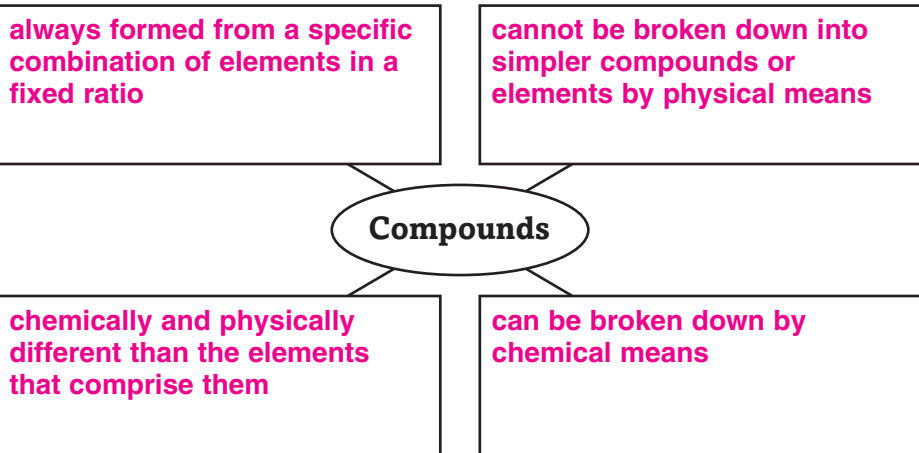 always formed from a specific
combination of elements in a
fixed ratio
cannot be broken down into
simpler compounds or
elements by physical means
Compounds
chemically and physically
different than the elements
that comprise them
can be broken down by
chemical means